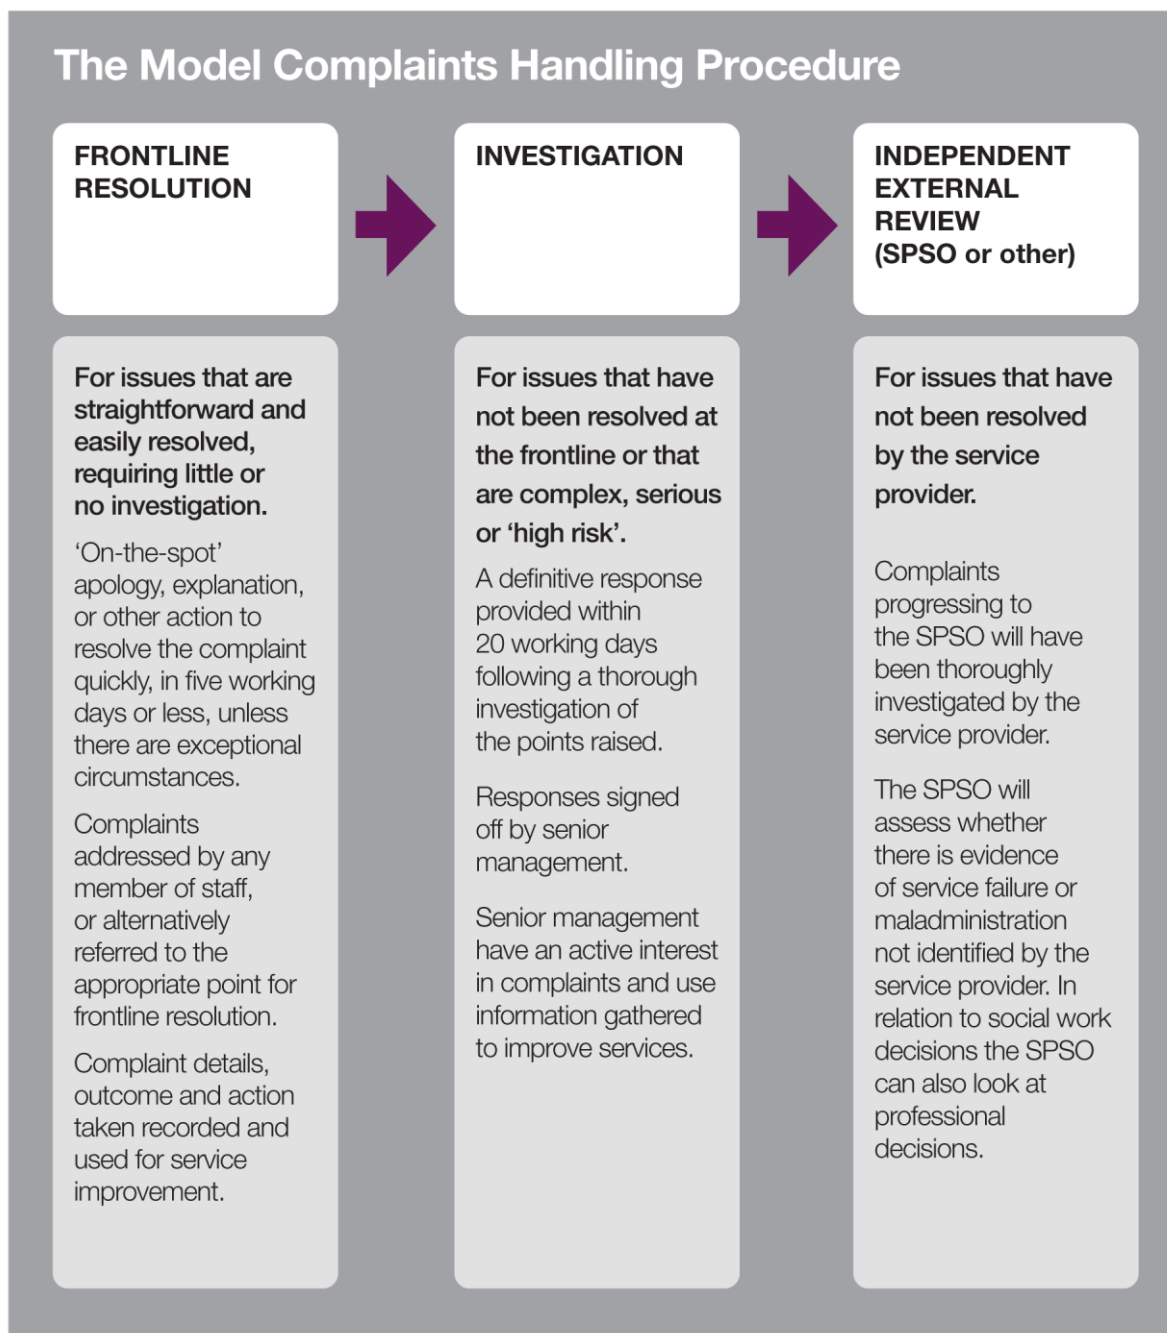 The Model Complaints Handling Procedure
FRONTLINE
RESOLUTION
INVESTIGATION
INDEPENDENT
EXTERNAL
REVIEW
(SPSO or other)
For issues that are
straightforward and
easily resolved,
requiring little or
no investigation.
‘On-the-spot’
apology, explanation,
or other action to
resolve the complaint
quickly, in five working
days or less, unless
there are exceptional
circumstances.
Complaints
addressed by any
member of staff,
or alternatively
referred to the
appropriate point for
frontline resolution.
Complaint details,
outcome and action
taken recorded and
used for service
improvement.
For issues that have
not been resolved at
the frontline or that
are complex, serious
or ‘high risk’.
A definitive response
provided within
20 working days
following a thorough
investigation of
the points raised.
Responses signed
off by senior
management.
Senior management
have an active interest
in complaints and use
information gathered
to improve services.
For issues that have
not been resolved
by the service
provider.
Complaints
progressing to
the SPSO will have
been thoroughly
investigated by the
service provider.
The SPSO will
assess whether
there is evidence
of service failure or
maladministration
not identified by the
service provider. In
relation to social work
decisions the SPSO
can also look at
professional
decisions.